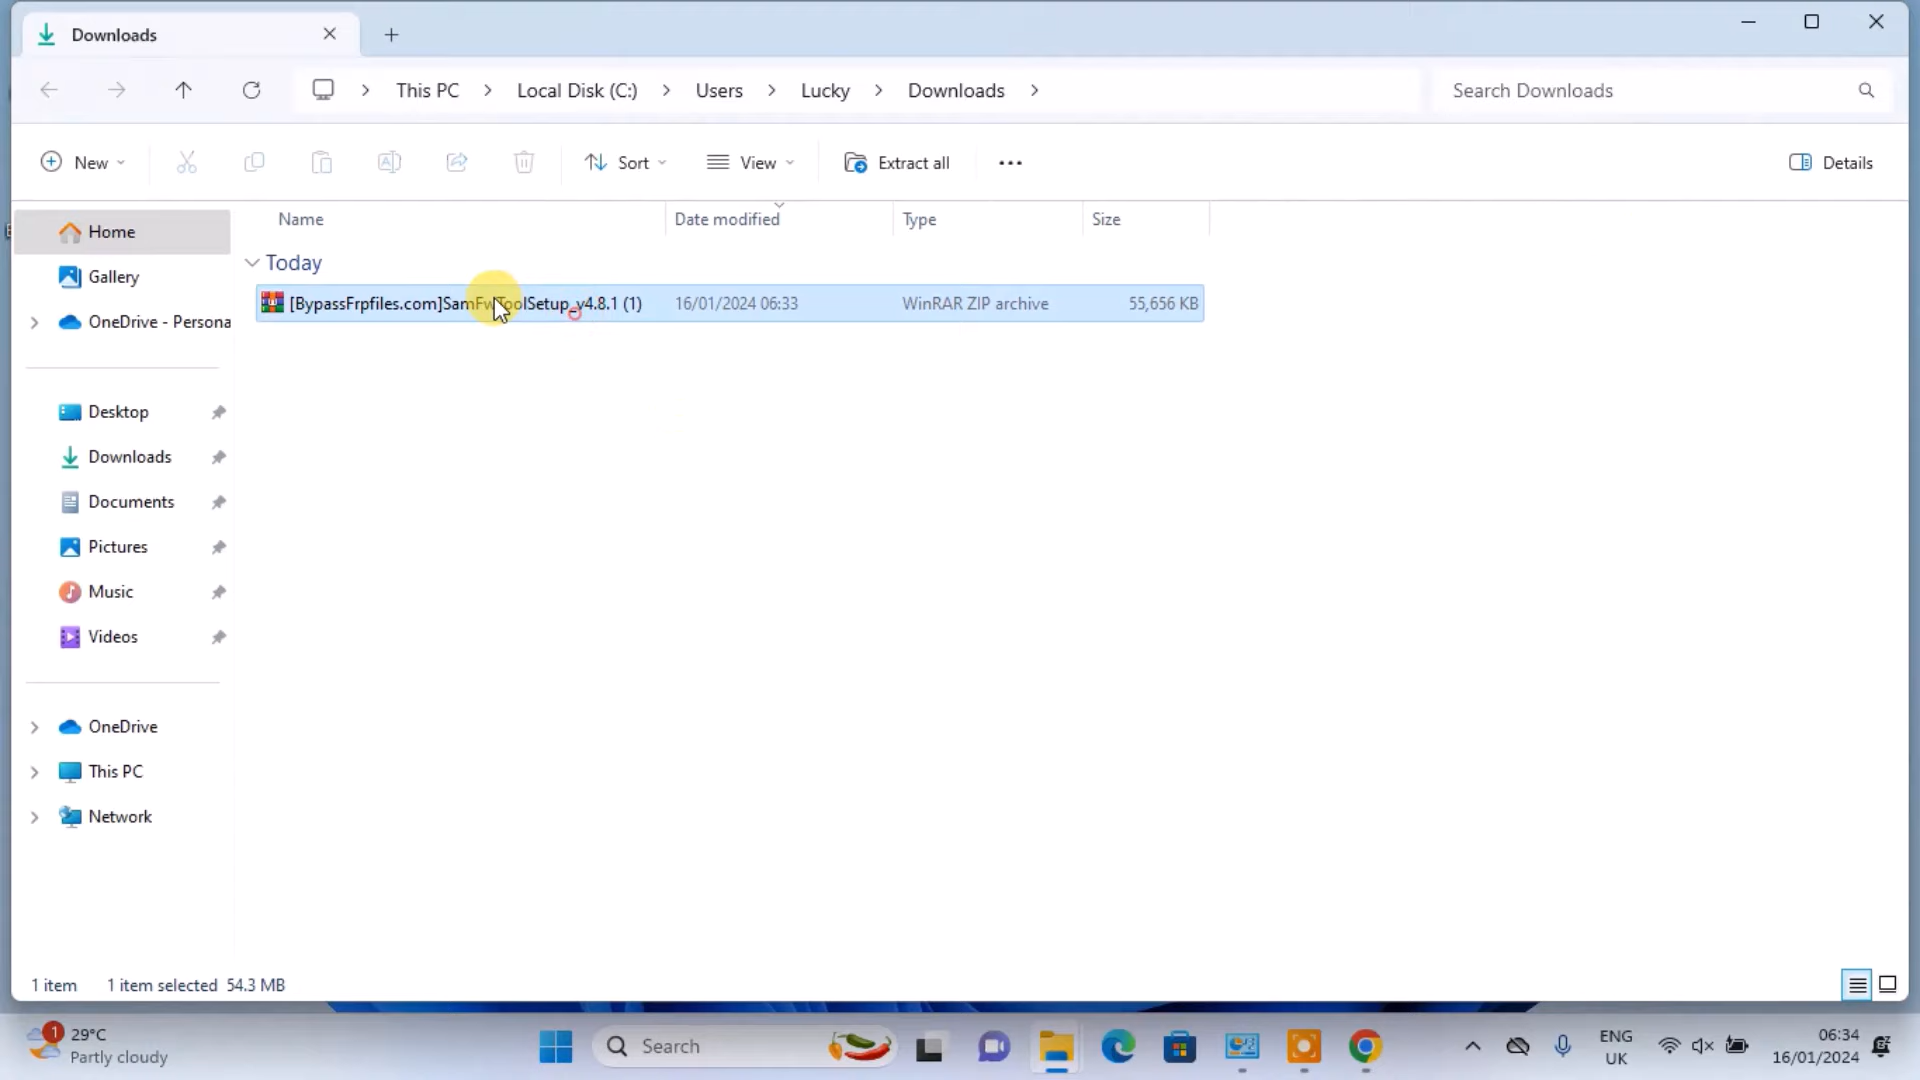 Downloads
This PC
Local Disk (C:)
Users
Lucky
Downloads
Search Downloads
New
Sort
View
Extract all
Details
Name
Date modified
Type
Size
Home
Gallery
OneDrive - Persona
Desktop
Downloads
Documents
Pictures
Music
Videos
OneDrive
This PC
Network
Today
[BypassFrpfiles.com]SamFwToolSetup_v4.8.1 (1)
16/01/2024 06:33
WinRAR ZIP archive
55,656 KB
1 item
1 item selected 54.3 MB
1
29°C
Partly cloudy
Search
ENG
UK
06:34
16/01/2024